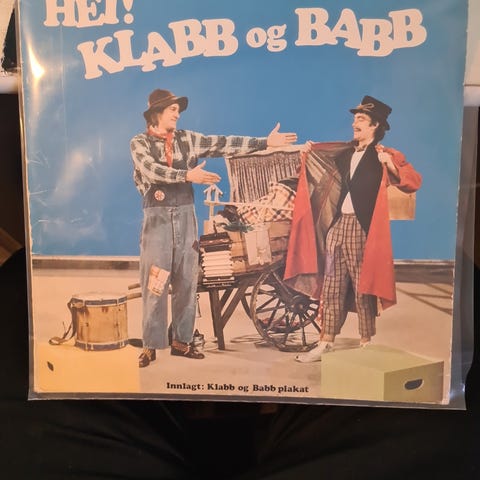 HEI!
KLABB og BABB
Innlagt: Klabb og Babb plakat